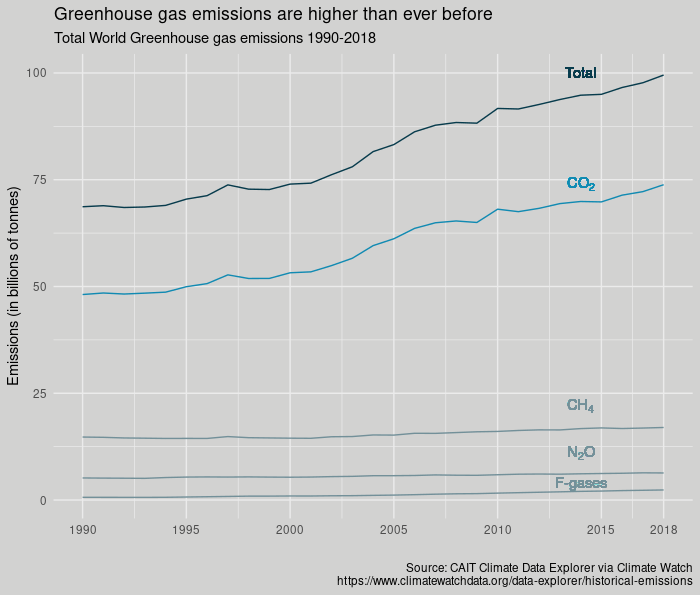 Greenhouse gas emissions are higher than ever before
Total World Greenhouse gas emissions 1990-2018
Emissions (in billions of tonnes)
100
75
50
25
0
Total
CO₂
CH₄
N₂O
F-gases
1990
1995
2000
2005
2010
2015
2018
Source: CAIT Climate Data Explorer via Climate Watch
https://www.climatewatchdata.org/data-explorer/historical-emissions